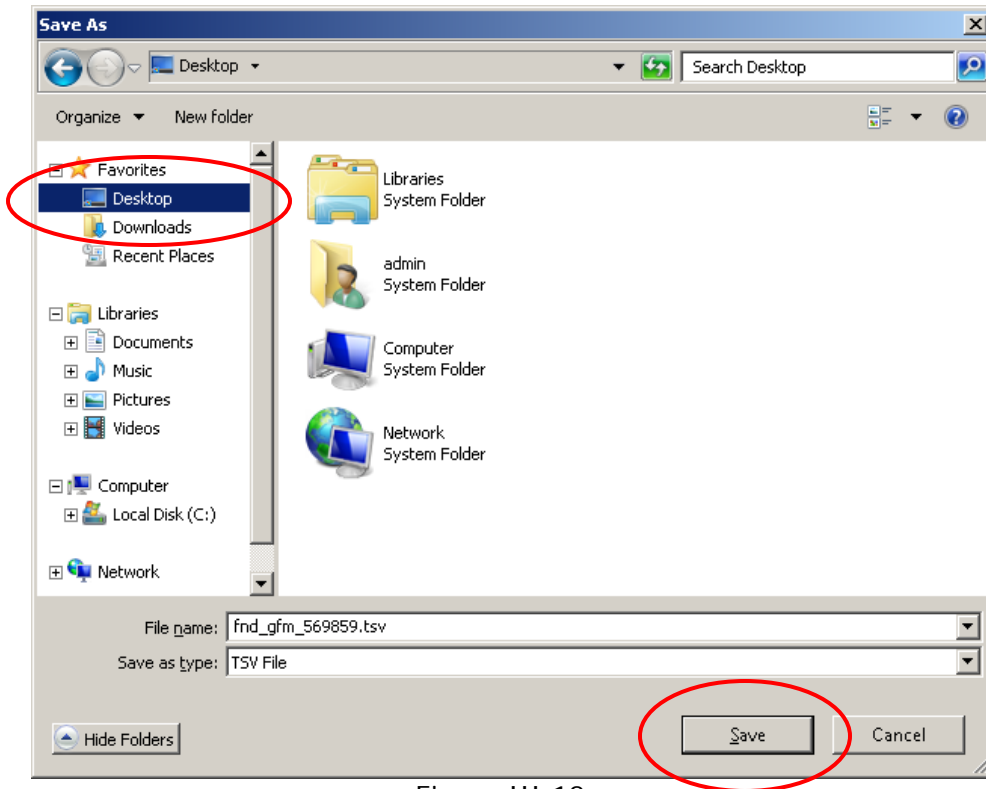 Save As
Desktop
Search Desktop
Organize
New folder
Favorites
Desktop
Downloads
Recent Places
Libraries
Documents
Music
Pictures
Videos
Computer
Local Disk (C:)
Network
Libraries
System Folder
admin
System Folder
Computer
System Folder
Network
System Folder
File name: fnd_gfm_569859.tsv
Save as type: TSV File
Hide Folders
Save
Cancel